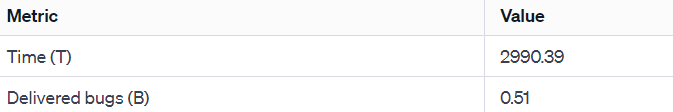 Metric Value
Time (T) 2990.39
Delivered bugs (B) 0.51